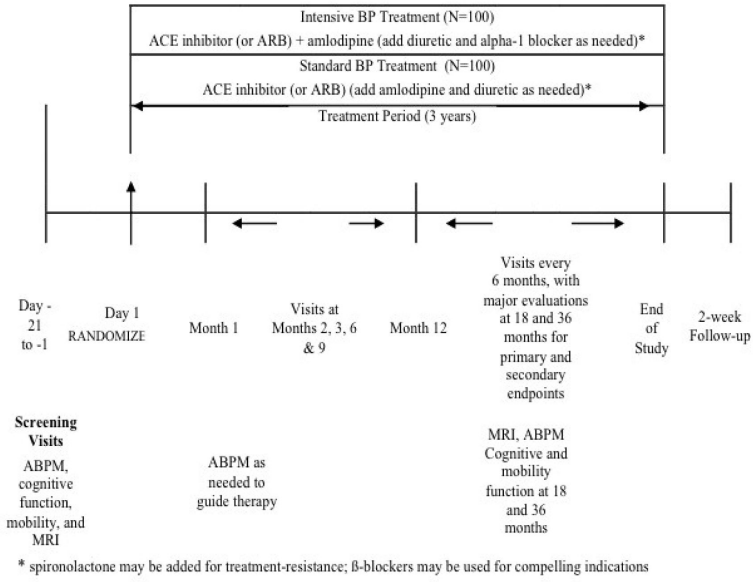 Intensive BP Treatment (N=100)
ACE inhibitor (or ARB) + amlodipine (add diuretic and alpha-1 blocker as needed)*
Standard BP Treatment (N=100)
ACE inhibitor (or ARB) (add amlodipine and diuretic as needed)*
Treatment Period (3 years)
Day -
21
to -1
Day 1
RANDOMIZE
Month 1
Visits at
Months 2, 3, 6
& 9
Month 12
Visits every
6 months, with
major evaluations
at 18 and 36
months for
primary and
secondary
endpoints
End
of
Study
2-week
Follow-up
Screening
Visits
ABPM,
cognitive
function,
mobility, and
MRI
ABPM as
needed to
guide therapy
MRI, ABPM
Cognitive and
mobility
function at 18
and 36
months
* spironolactone may be added for treatment-resistance; ß-blockers may be used for compelling indications